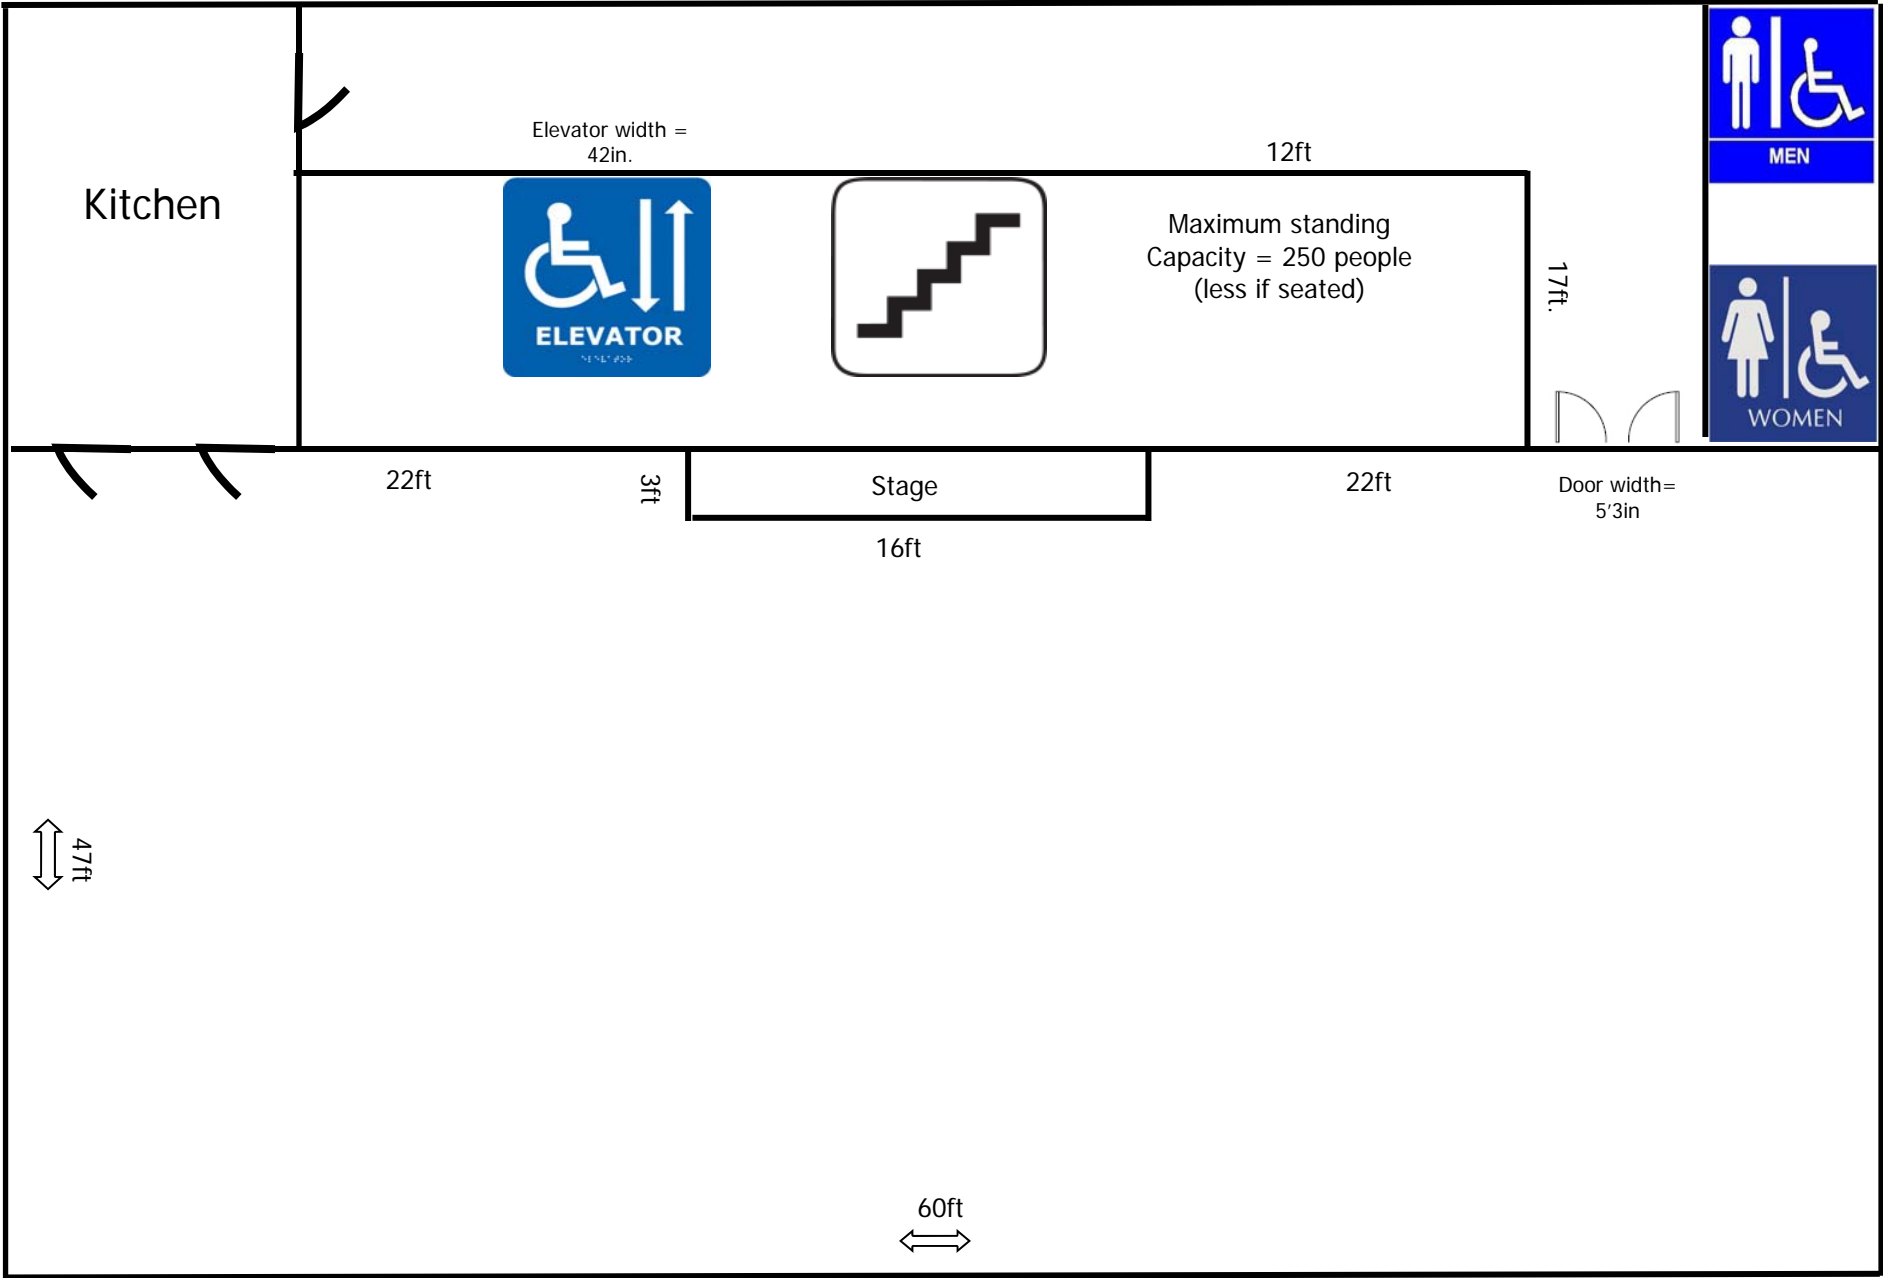 MEN
Elevator width =
42in.
12ft
Kitchen
Maximum standing
Capacity = 250 people
(less if seated)
17ft.
ELEVATOR
WOMEN
22ft
3ft
Stage
22ft
Door width=
5'3in
16ft
47ft
60ft